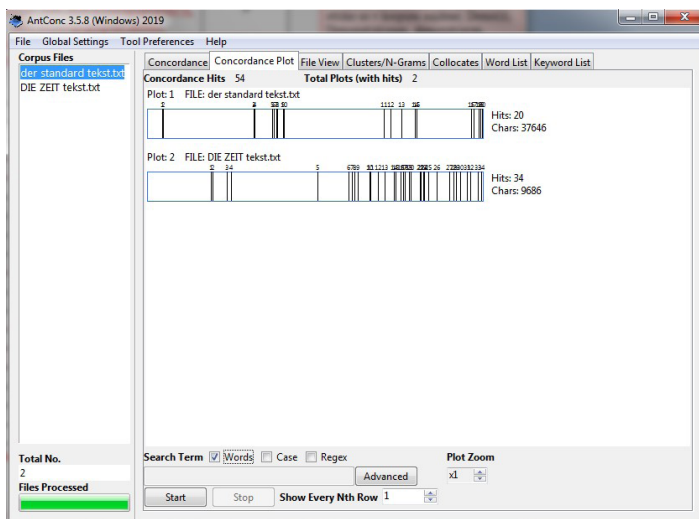 AntConc 3.5.8 (Windows) 2019
File Global Settings Tool Preferences Help
Corpus Files
der standard tekst.txt
DIE ZEIT tekst.txt
Concordance Concordance Plot File View Clusters/N-Grams Collocates Word List Keyword List
Concordance Hits 54 Total Plots (with hits) 2
Plot: 1 FILE: der standard tekst.txt
Hits: 20
Chars: 37646
Plot: 2 FILE: DIE ZEIT tekst.txt
Hits: 34
Chars: 9686
Total No.
2
Files Processed
Search Term Words Case Regex Plot Zoom
Advanced x1
Start Stop Show Every Nth Row 1